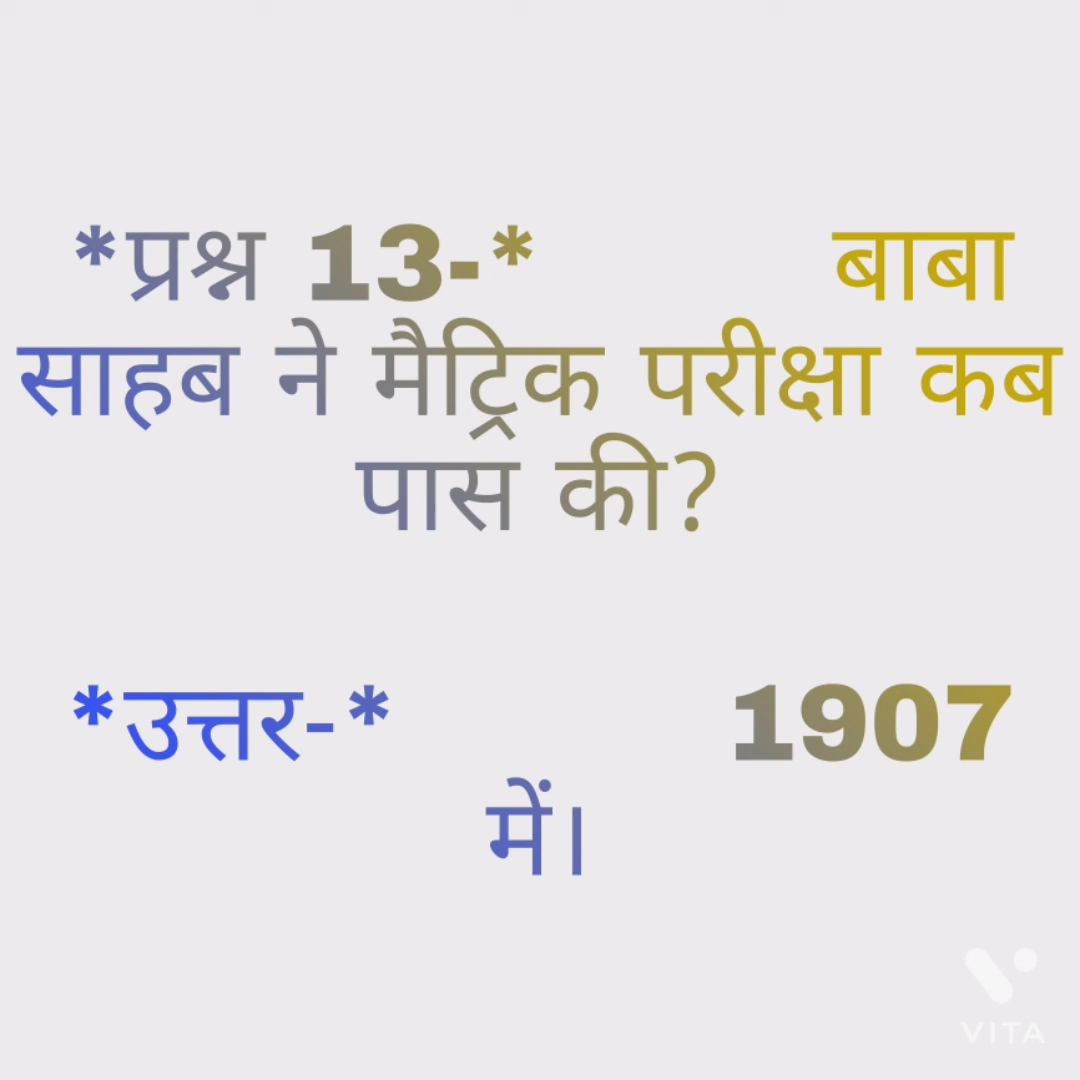 *प्रश्न 13-* बाबा
साहब ने मैट्रिक परीक्षा कब
पास की?
*उत्तर-* 1907
में।
VITA